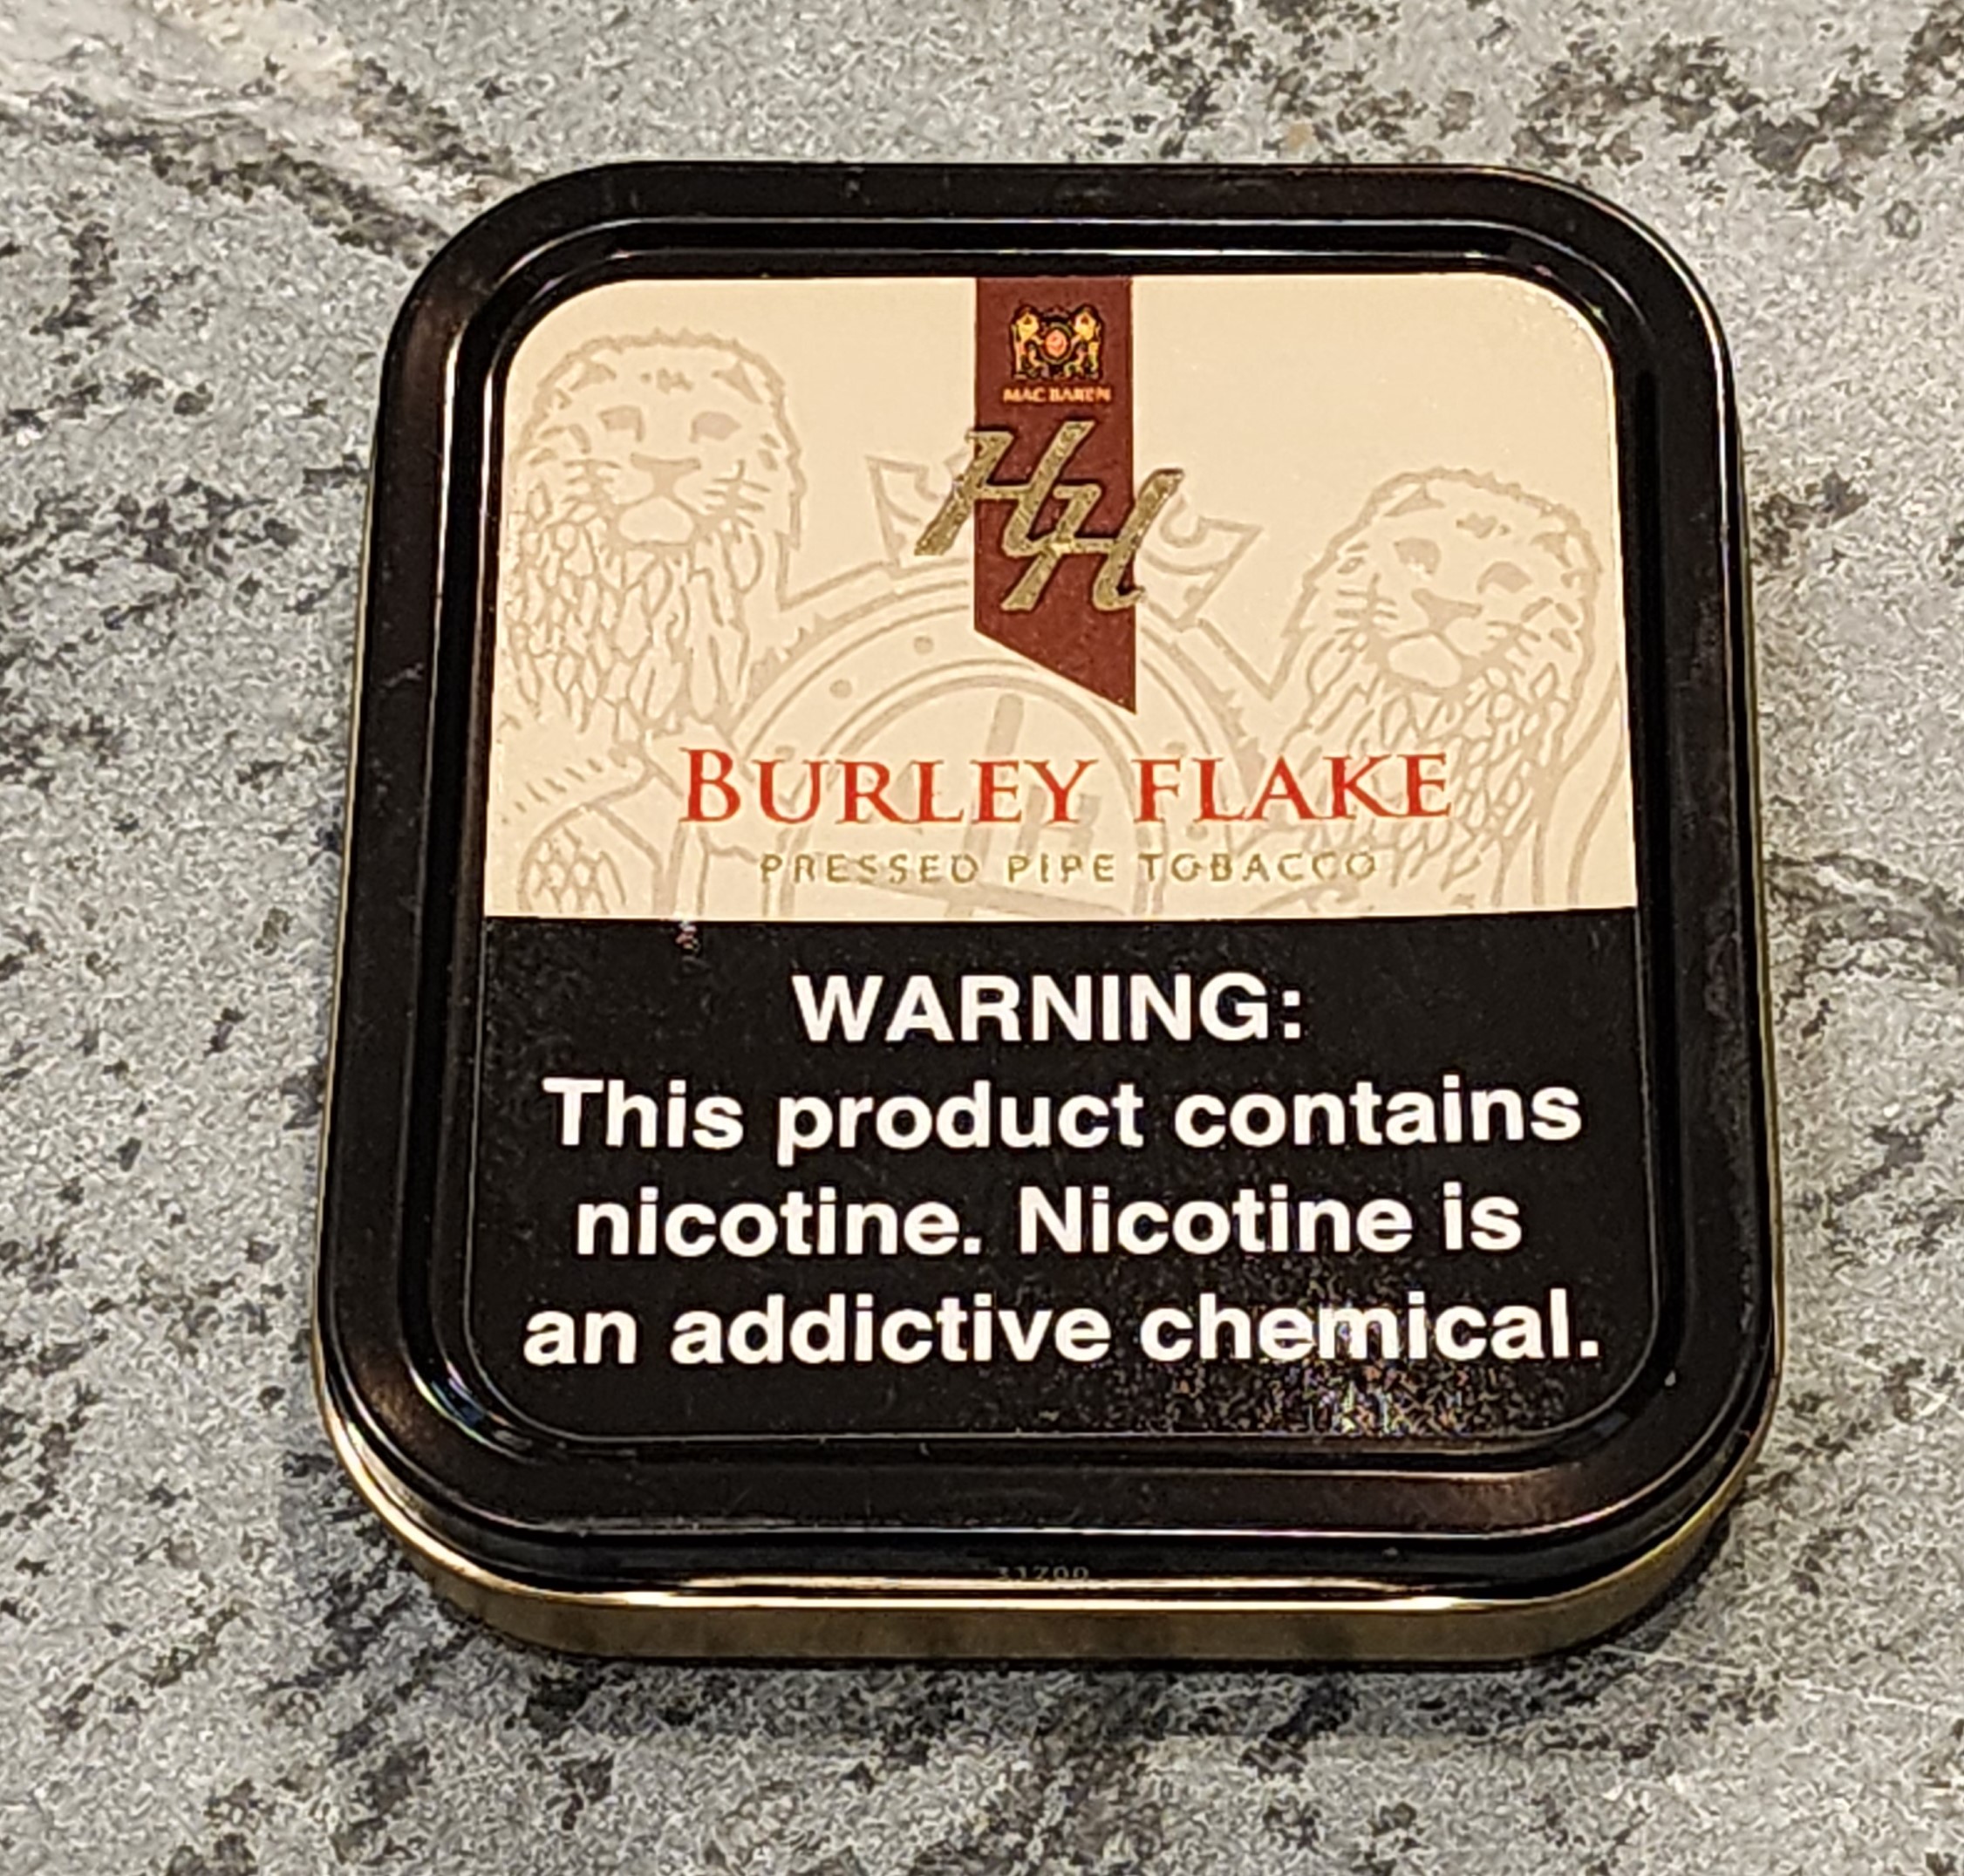 MAC BAREN
HH
BURLEY FLAKE
PRESSED PIPE TOBACCO
WARNING:
This product contains
nicotine. Nicotine is
an addictive chemical.